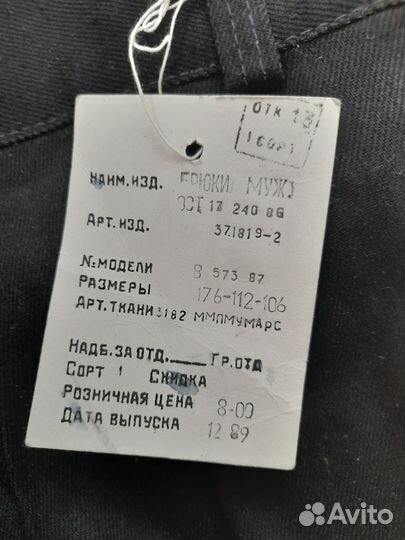 ОТК 13
1 СОРТ
НАИМ.ИЗД. БРЮКИ МУЖ
ОСТ 17 240 86
АРТ.ИЗД. 371819-2
№ МОДЕЛИ В 573 87
РАЗМЕРЫ 176-112-106
АРТ.ТКАНИ 3182 ММПМУМАРС
НАДБ.ЗА ОТД.____ ГР.ОТД
СОРТ 1 СКИДКА
РОЗНИЧНАЯ ЦЕНА 8-00
ДАТА ВЫПУСКА 12 89
Avito